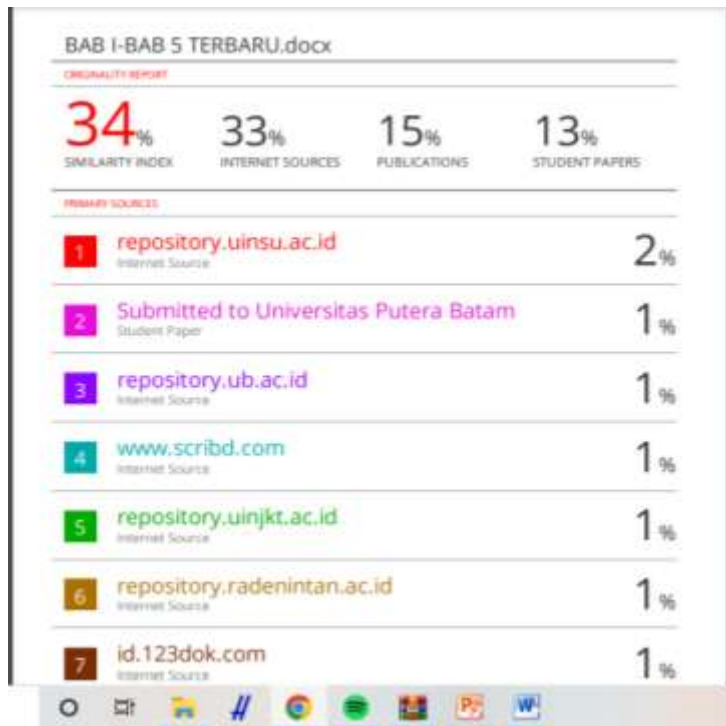 BAB I-BAB 5 TERBARU.docx
ORIGINALITY REPORT
34%
33%
15%
13%
SIMILARITY INDEX
INTERNET SOURCES
PUBLICATIONS
STUDENT PAPERS
PRIMARY SOURCES
1 repository.uinsu.ac.id 2%
Internet Source
2 Submitted to Universitas Putera Batam 1%
Student Paper
3 repository.ub.ac.id 1%
Internet Source
4 www.scribd.com 1%
Internet Source
5 repository.uinjkt.ac.id 1%
Internet Source
6 repository.radenintan.ac.id 1%
Internet Source
7 id.123dok.com 1%
Internet Source